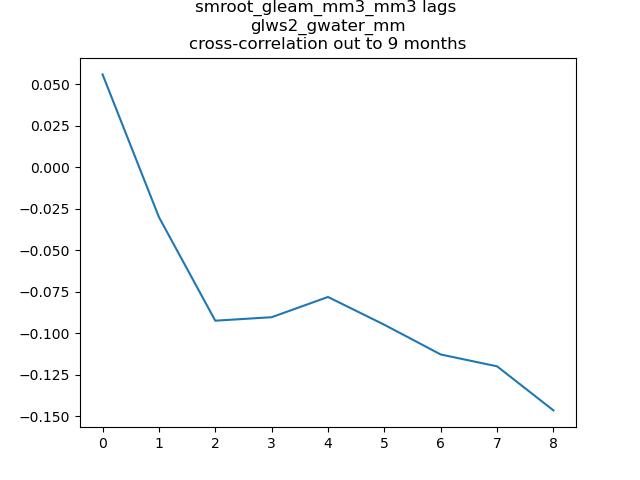 smroot_gleam_mm3_mm3 lags
glws2_gwater_mm
cross-correlation out to 9 months
0.050
0.025
0.000
−0.025
−0.050
−0.075
−0.100
−0.125
−0.150
0 1 2 3 4 5 6 7 8